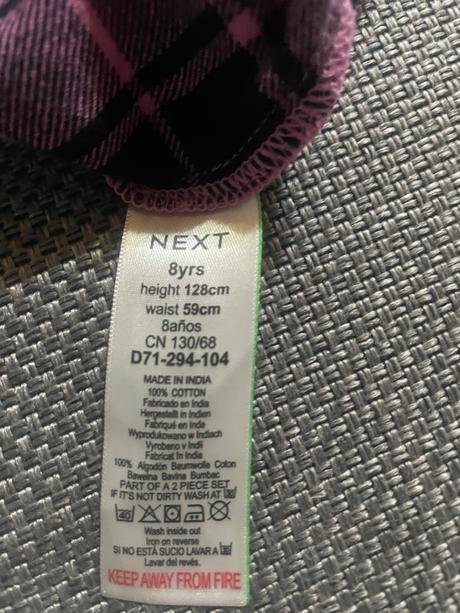 NEXT
8yrs
height 128cm
waist 59cm
8años
CN 130/68
D71-294-104
MADE IN INDIA
100% COTTON
Fabricado en India
Hergestellt in Indien
Fabriqué en Inde
Wyprodukowano w Indiach
Vyrobeno v Indii
Fabricat în India
100% Algodón Baumwolle Coton
Bawełna Bavlna Bumbac
PART OF A 2 PIECE SET
IF IT'S NOT DIRTY WASH AT
40
Wash inside out
Iron on reverse
SI NO ESTÁ SUCIO LAVAR A
Lavar del revés.
KEEP AWAY FROM FIRE